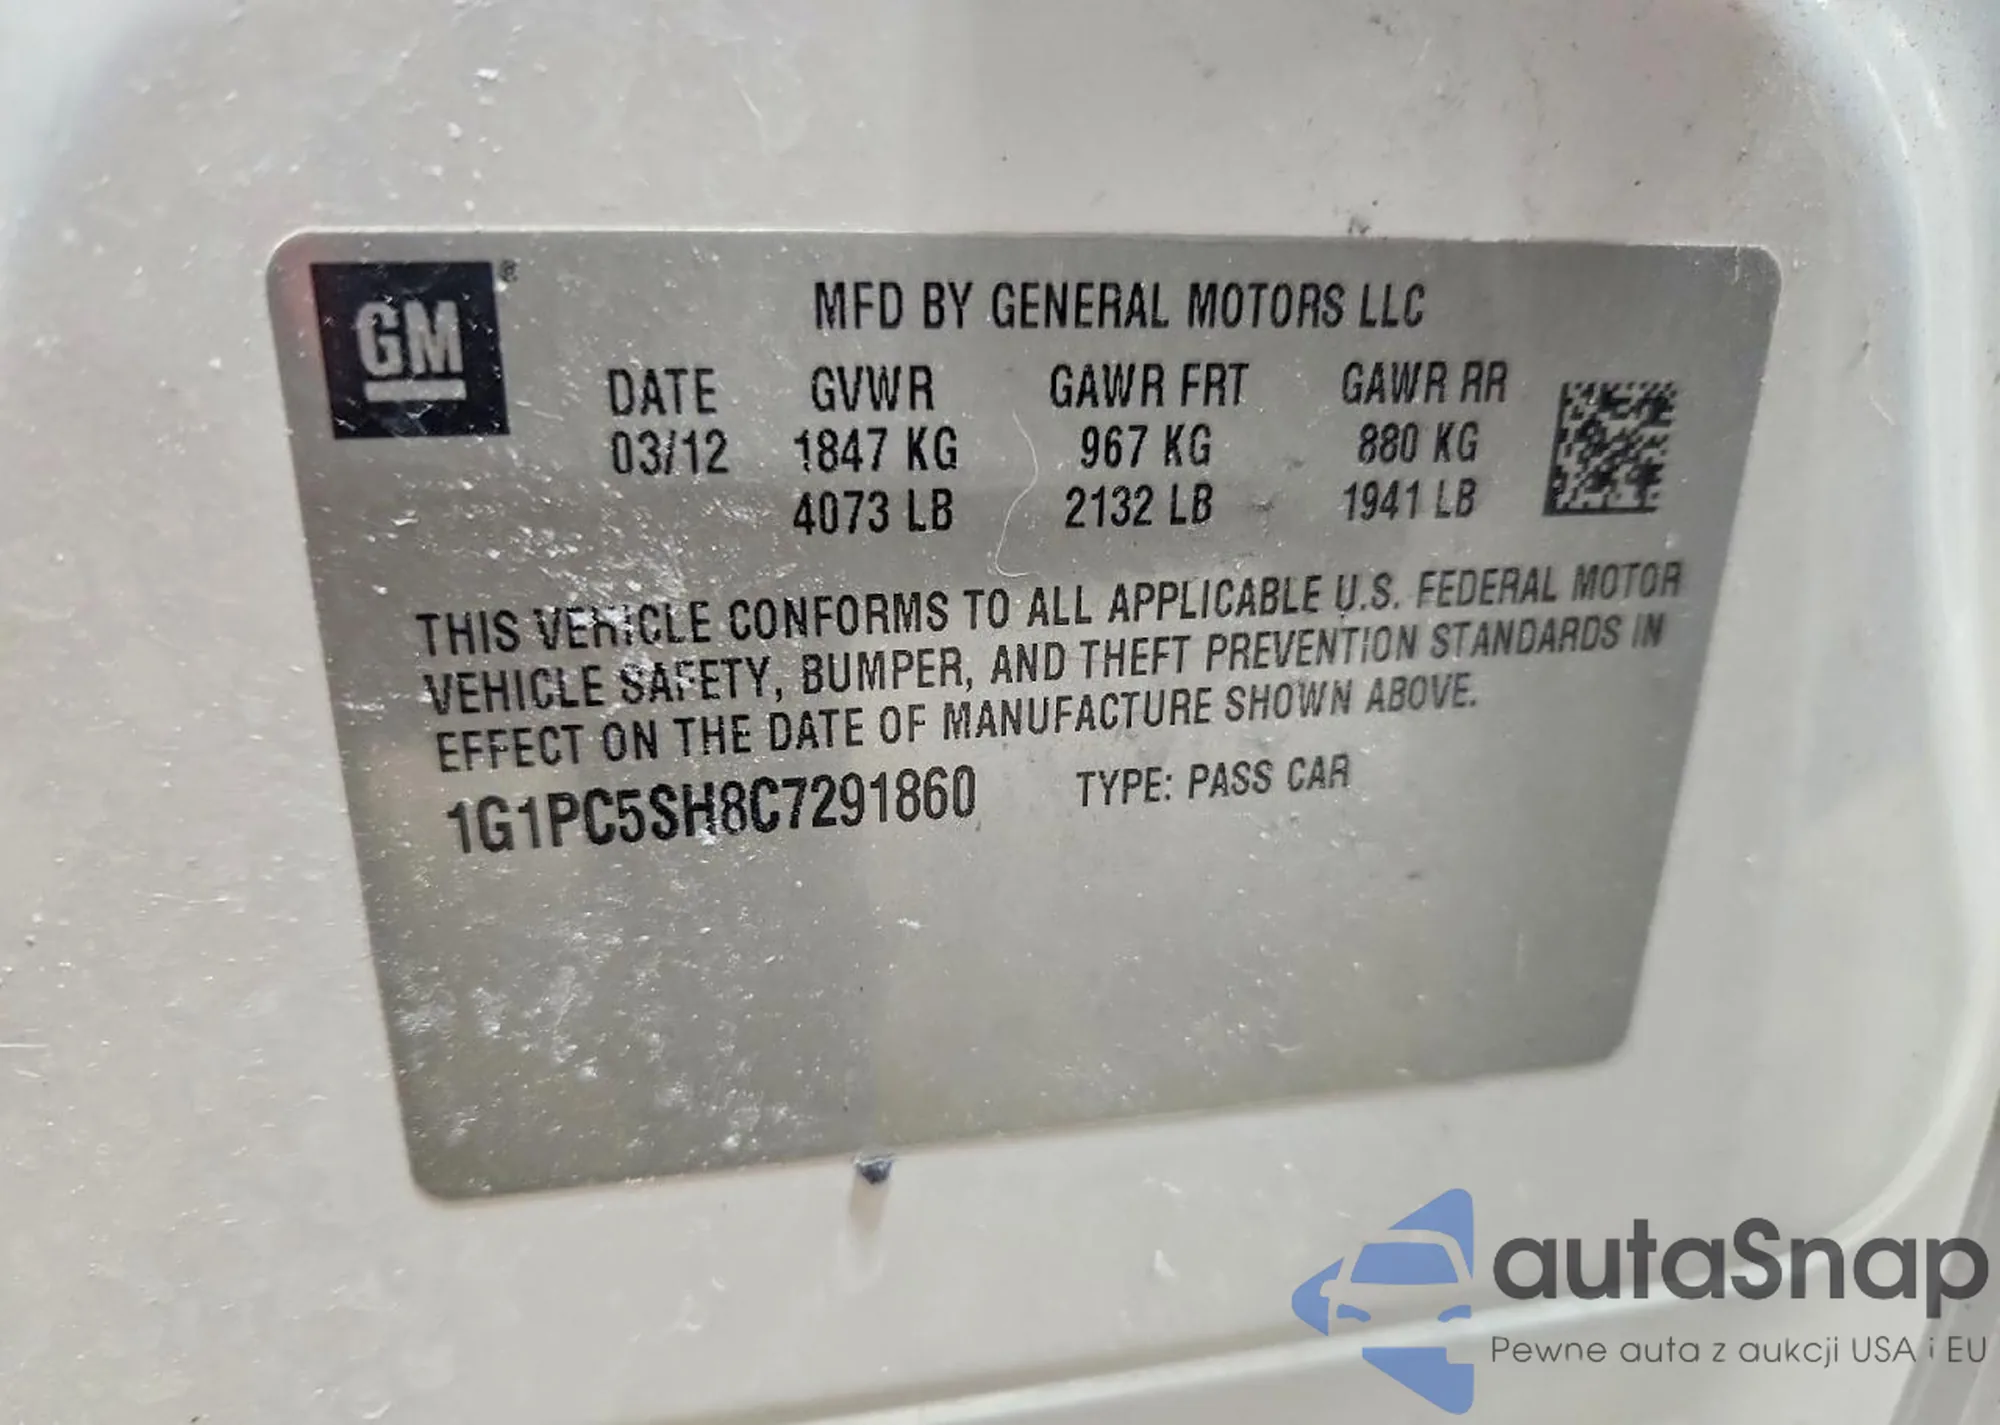 GM®
MFD BY GENERAL MOTORS LLC
DATE GVWR GAWR FRT GAWR RR
03/12 1847 KG 967 KG 880 KG
4073 LB 2132 LB 1941 LB
THIS VEHICLE CONFORMS TO ALL APPLICABLE U.S. FEDERAL MOTOR
VEHICLE SAFETY, BUMPER, AND THEFT PREVENTION STANDARDS IN
EFFECT ON THE DATE OF MANUFACTURE SHOWN ABOVE.
1G1PC5SH8C7291860 TYPE: PASS CAR
autaSnap
Pewne auta z aukcji USA i EU